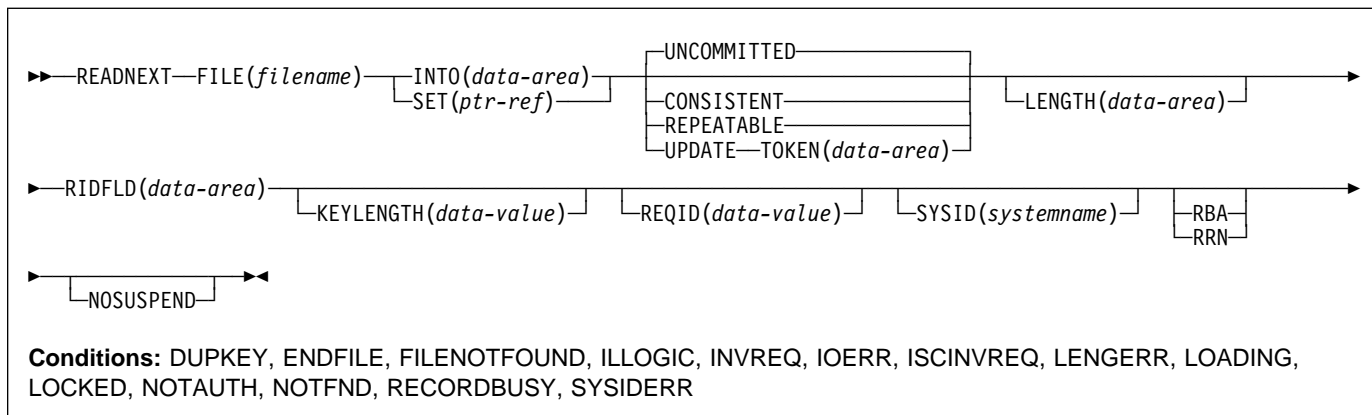 UNCOMMITTED
READNEXT FILE(filename) INTO(data-area)
SET(ptr-ref) CONSISTENT LENGTH(data-area)
REPEATABLE
UPDATE TOKEN(data-area)
RIDFLD(data-area)
KEYLENGTH(data-value) REQID(data-value) SYSID(systemname) RBA
RRN
NOSUSPEND
Conditions: DUPKEY, ENDFILE, FILENOTFOUND, ILLOGIC, INVREQ, IOERR, ISCINVREQ, LENGERR, LOADING,
LOCKED, NOTAUTH, NOTFND, RECORDBUSY, SYSIDERR